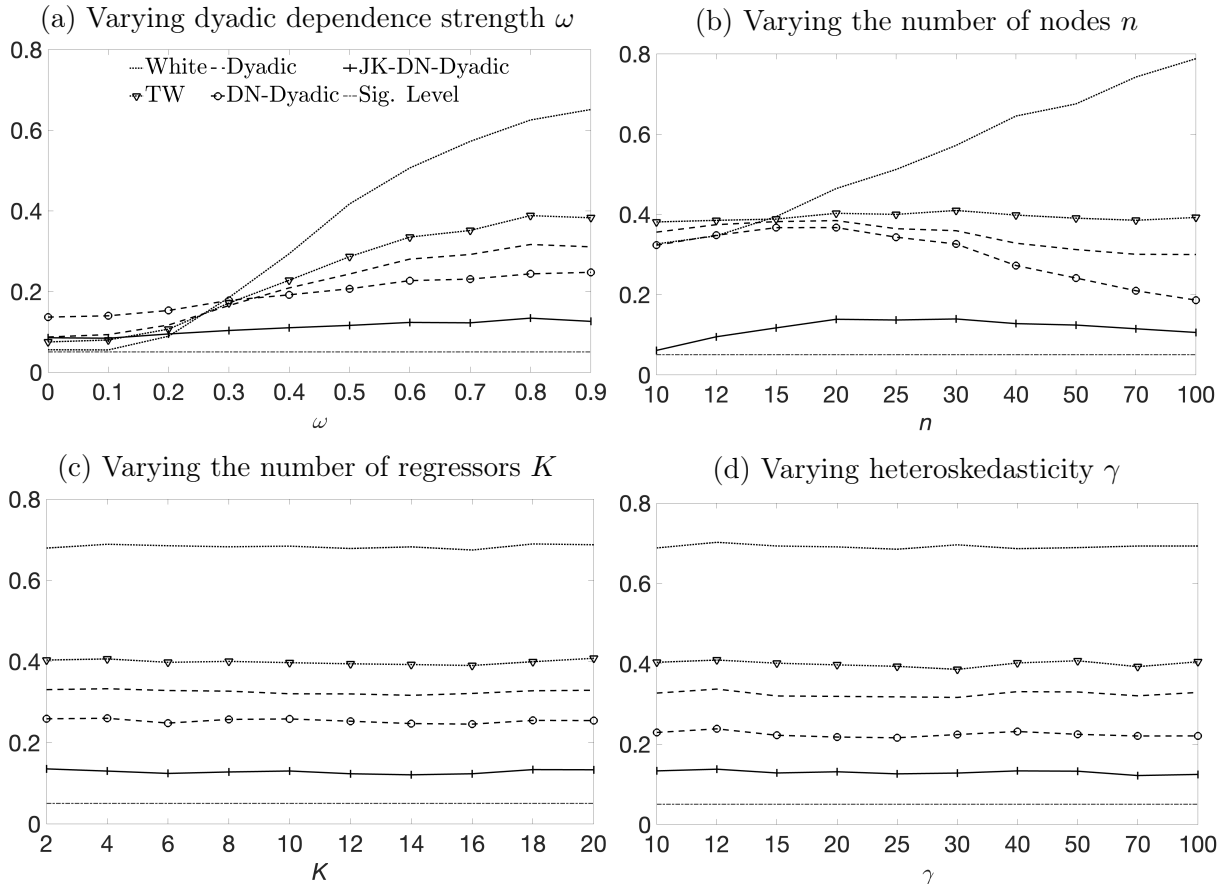 (a) Varying dyadic dependence strength ω
0.8
White Dyadic JK-DN-Dyadic
TW DN-Dyadic Sig. Level
0.6
0.4
0.2
0
0 0.1 0.2 0.3 0.4 0.5 0.6 0.7 0.8 0.9
ω
(b) Varying the number of nodes n
0.8
0.6
0.4
0.2
0
10 12 15 20 25 30 40 50 70 100
n
(c) Varying the number of regressors K
0.8
0.6
0.4
0.2
0
2 4 6 8 10 12 14 16 18 20
K
(d) Varying heteroskedasticity γ
0.8
0.6
0.4
0.2
0
10 12 15 20 25 30 40 50 70 100
γ